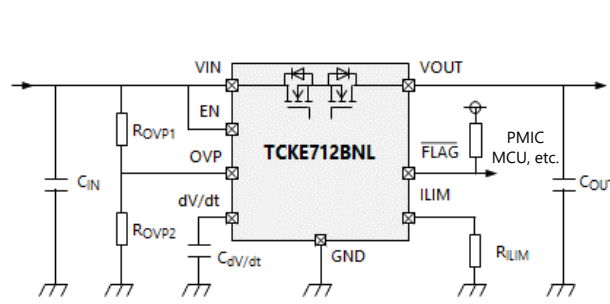 VIN
VOUT
EN
ROVP1
OVP
TCKE712BNL
FLAG
PMIC
MCU, etc.
CIN
dV/dt
ILIM
COUT
ROVP2
CdV/dt
GND
RILIM